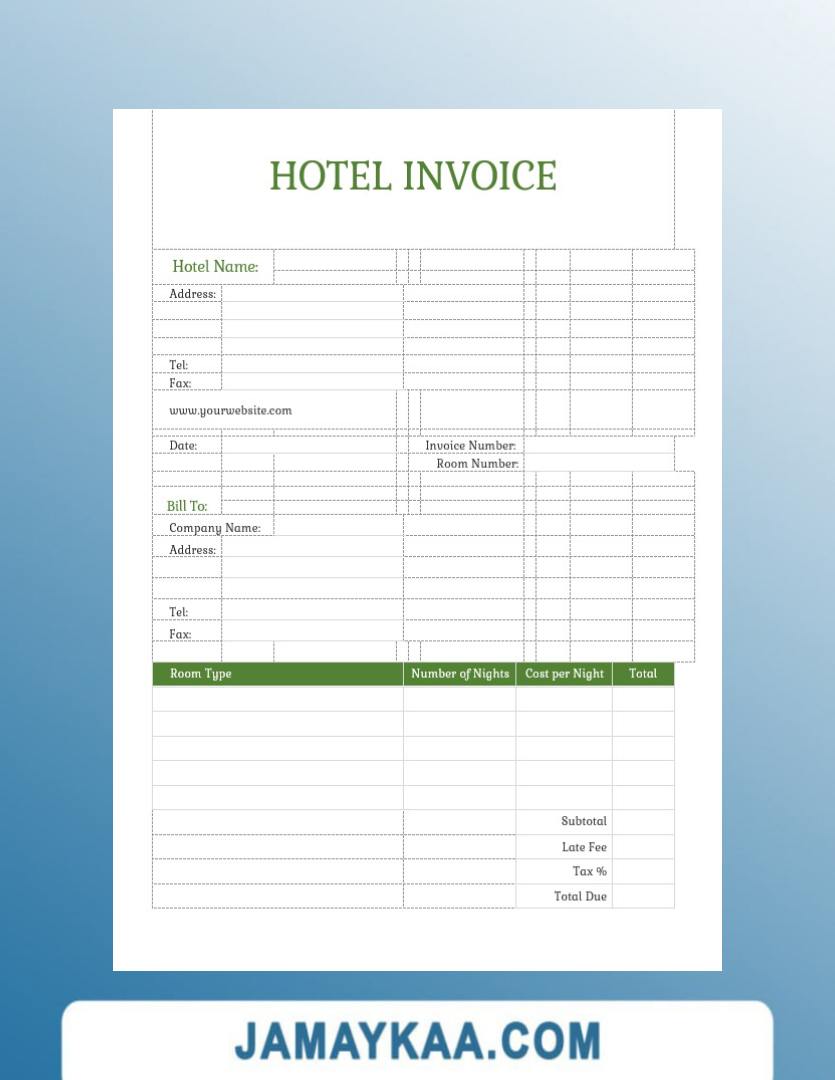 HOTEL INVOICE
Hotel Name:
Address:
Tel:
Fax:
www.yourwebsite.com
Date: Invoice Number:
Room Number:
Bill To:
Company Name:
Address:
Tel:
Fax:
Room Type Number of Nights Cost per Night Total
Subtotal
Late Fee
Tax %
Total Due
JAMAYKAA.COM